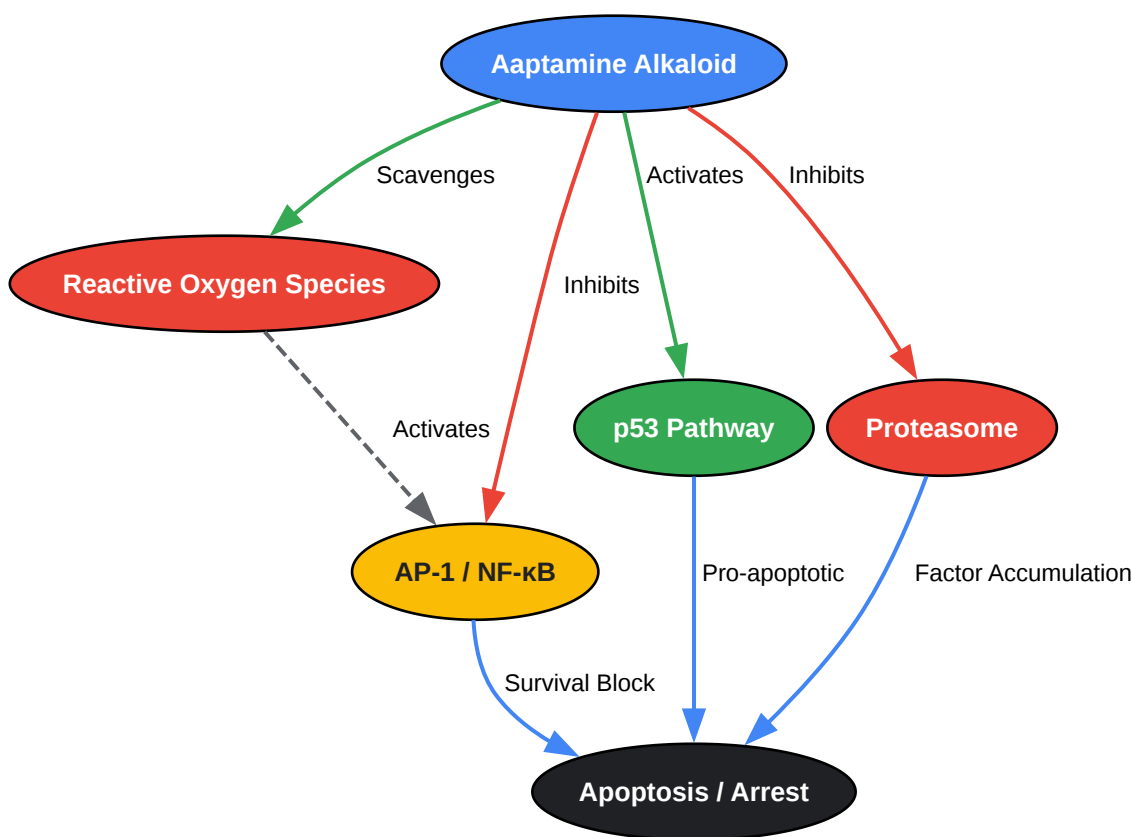 Aaptamine Alkaloid
Scavenges
Activates
Inhibits
Reactive Oxygen Species
Inhibits
Activates
p53 Pathway
Proteasome
AP-1 / NF-κB
Pro-apoptotic
Factor Accumulation
Survival Block
Apoptosis / Arrest